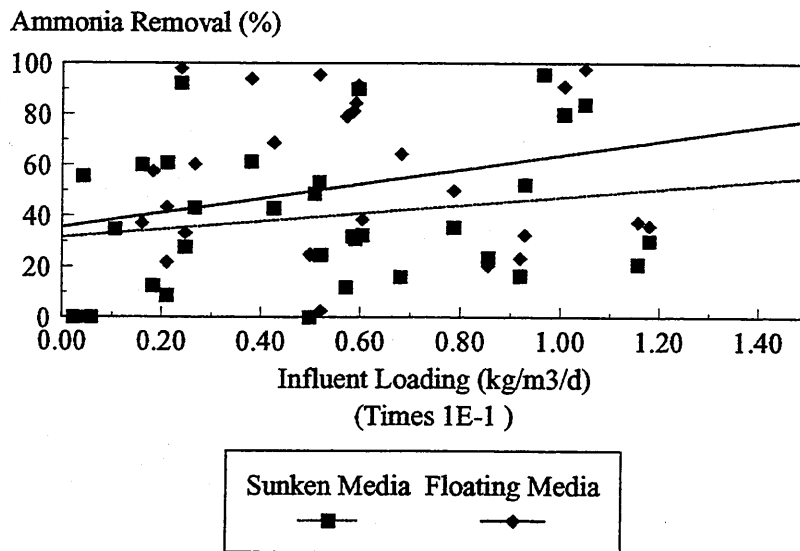 Ammonia Removal (%)
100
80
60
40
20
0
0.00 0.20 0.40 0.60 0.80 1.00 1.20 1.40
Influent Loading (kg/m3/d)
(Times 1E-1 )
Sunken Media Floating Media